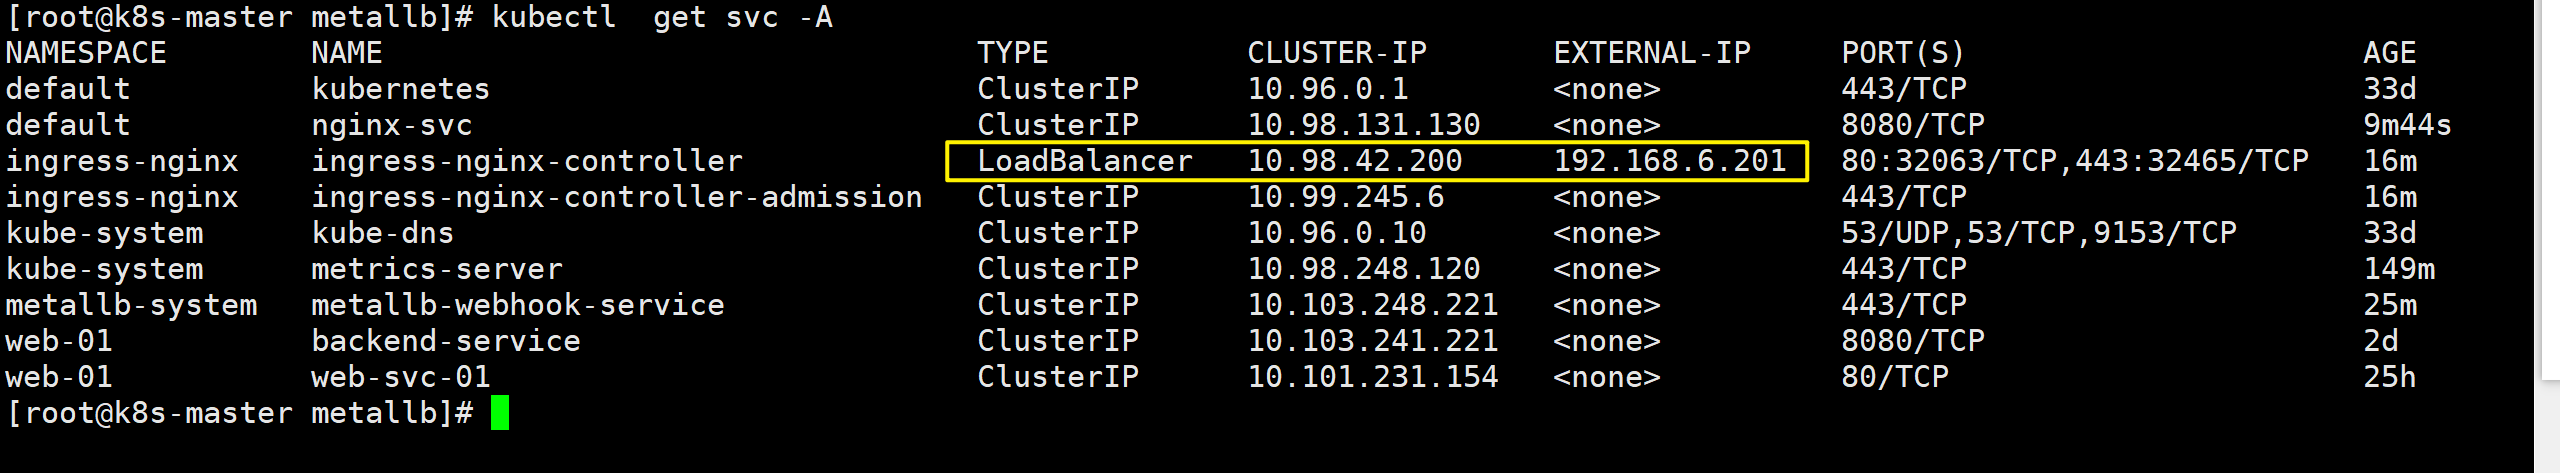 [root@k8s-master metallb]# kubectl  get svc -A
NAMESPACE        NAME                                 TYPE           CLUSTER-IP       EXTERNAL-IP     PORT(S)                      AGE
default          kubernetes                           ClusterIP      10.96.0.1        <none>          443/TCP                      33d
default          nginx-svc                            ClusterIP      10.98.131.130    <none>          8080/TCP                     9m44s
ingress-nginx    ingress-nginx-controller             LoadBalancer   10.98.42.200     192.168.6.201   80:32063/TCP,443:32465/TCP   16m
ingress-nginx    ingress-nginx-controller-admission   ClusterIP      10.99.245.6      <none>          443/TCP                      16m
kube-system      kube-dns                             ClusterIP      10.96.0.10       <none>          53/UDP,53/TCP,9153/TCP       33d
kube-system      metrics-server                       ClusterIP      10.98.248.120    <none>          443/TCP                      149m
metallb-system   metallb-webhook-service              ClusterIP      10.103.248.221   <none>          443/TCP                      25m
web-01           backend-service                      ClusterIP      10.103.241.221   <none>          8080/TCP                     2d
web-01           web-svc-01                           ClusterIP      10.101.231.154   <none>          80/TCP                       25h
[root@k8s-master metallb]#